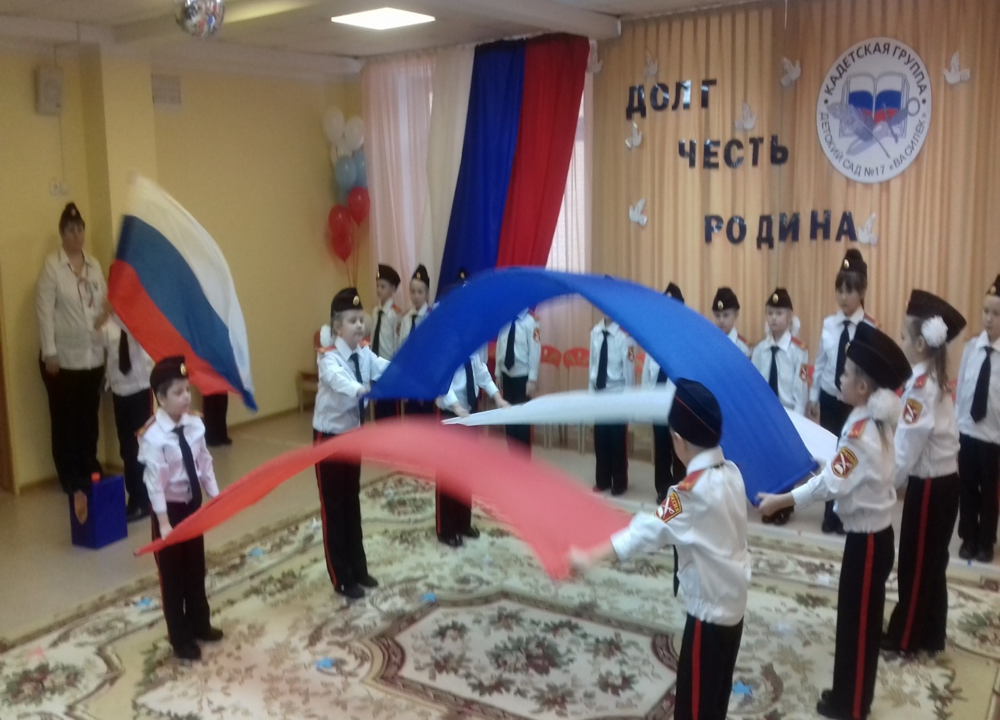 ДОЛГ
ЧЕСТЬ
РОДИНА
• КАДЕТСКАЯ ГРУППА •
ДЕТСКИЙ САД №17 «ВАСИЛЕК»